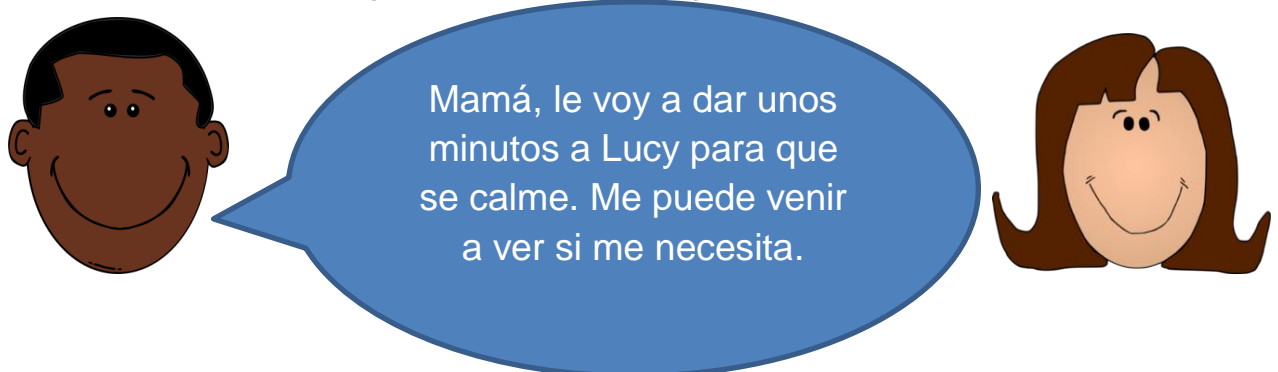 Mamá, le voy a dar unos
minutos a Lucy para que
se calme. Me puede venir
a ver si me necesita.